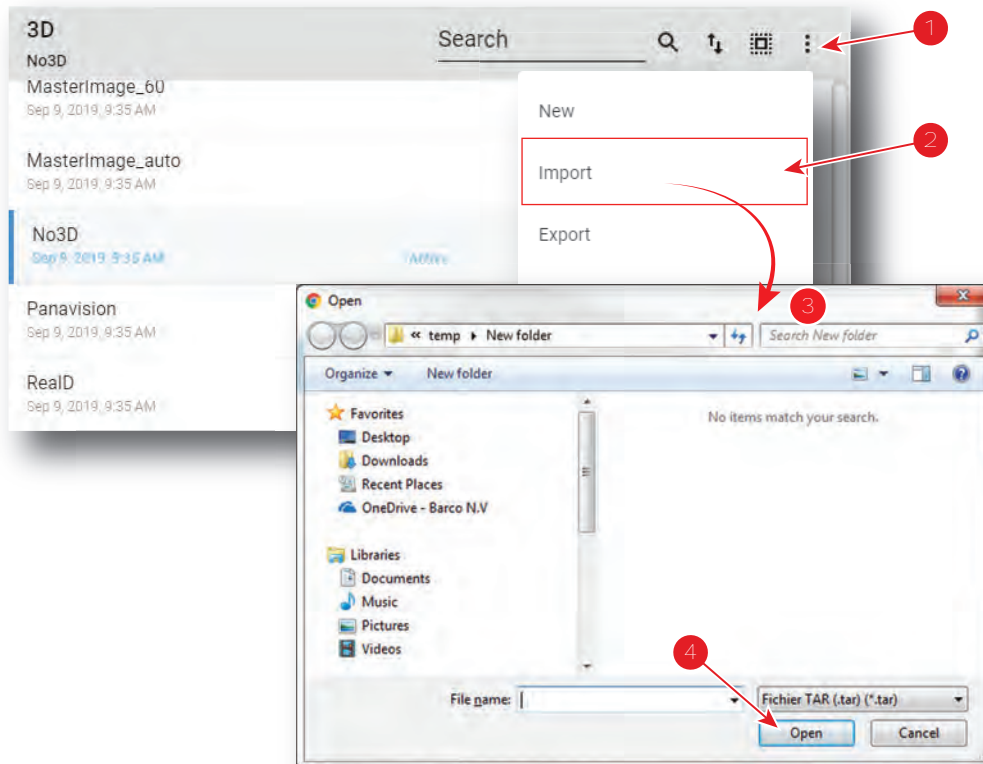 3D
No3D
Search
1
MasterImage_60
Sep 9, 2019, 9:35 AM
New
2
MasterImage_auto
Sep 9, 2019, 9:35 AM
Import
No3D
Sep 9, 2019, 9:35 AM
Active
Export
Panavision
Sep 9, 2019, 9:35 AM
RealD
Sep 9, 2019, 9:35 AM
Open
3
« temp ▸ New folder
Search New folder
Organize
New folder
Favorites
Desktop
Downloads
Recent Places
OneDrive - Barco N.V
Libraries
Documents
Music
Pictures
Videos
No items match your search.
4
File name:
Fichier TAR (.tar) (*.tar)
Open
Cancel